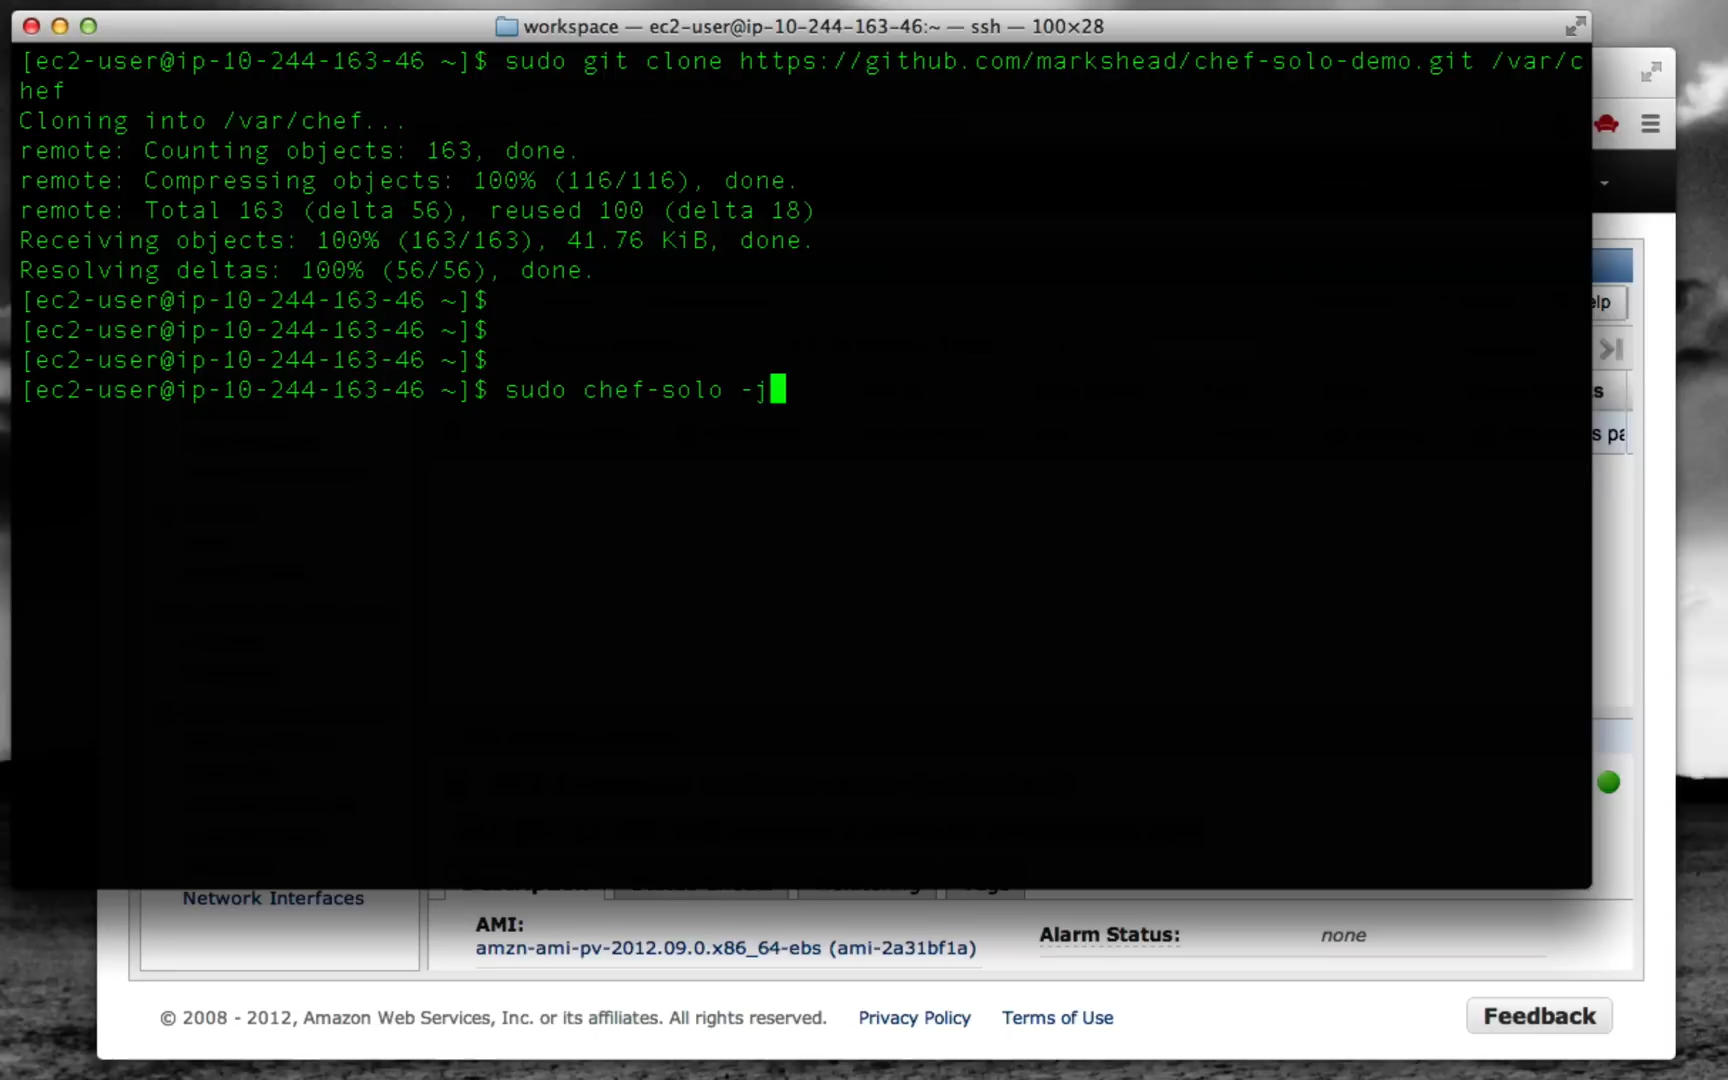 workspace — ec2-user@ip-10-244-163-46:~ — ssh — 100×28
[ec2-user@ip-10-244-163-46 ~]$ sudo git clone https://github.com/markshead/chef-solo-demo.git /var/c
hef
Cloning into /var/chef...
remote: Counting objects: 163, done.
remote: Compressing objects: 100% (116/116), done.
remote: Total 163 (delta 56), reused 100 (delta 18)
Receiving objects: 100% (163/163), 41.76 KiB, done.
Resolving deltas: 100% (56/56), done.
[ec2-user@ip-10-244-163-46 ~]$
[ec2-user@ip-10-244-163-46 ~]$
[ec2-user@ip-10-244-163-46 ~]$
[ec2-user@ip-10-244-163-46 ~]$ sudo chef-solo -j
Network Interfaces
AMI:
amzn-ami-pv-2012.09.0.x86_64-ebs (ami-2a31bf1a)
Alarm Status: none
© 2008 - 2012, Amazon Web Services, Inc. or its affiliates. All rights reserved. Privacy Policy Terms of Use
Feedback